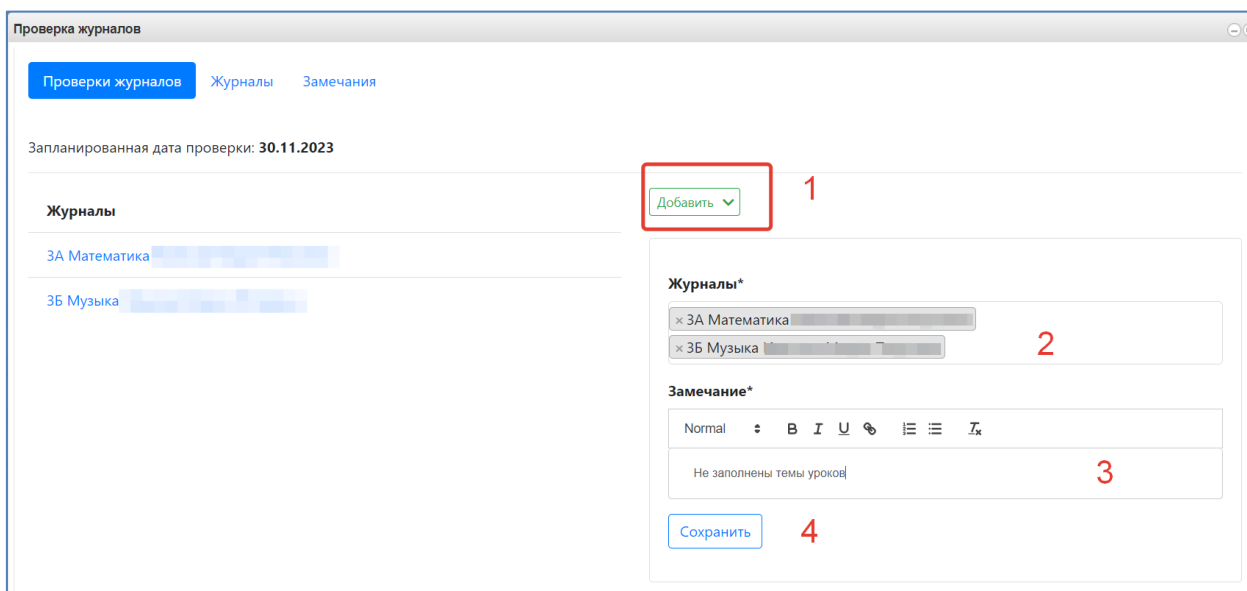 Проверка журналов
Проверки журналов Журналы Замечания
Запланированная дата проверки: 30.11.2023
Журналы
3А Математика
3Б Музыка
Добавить
1
Журналы*
× 3А Математика
× 3Б Музыка
2
Замечание*
Normal B I U
Не заполнены темы уроков
3
Сохранить
4